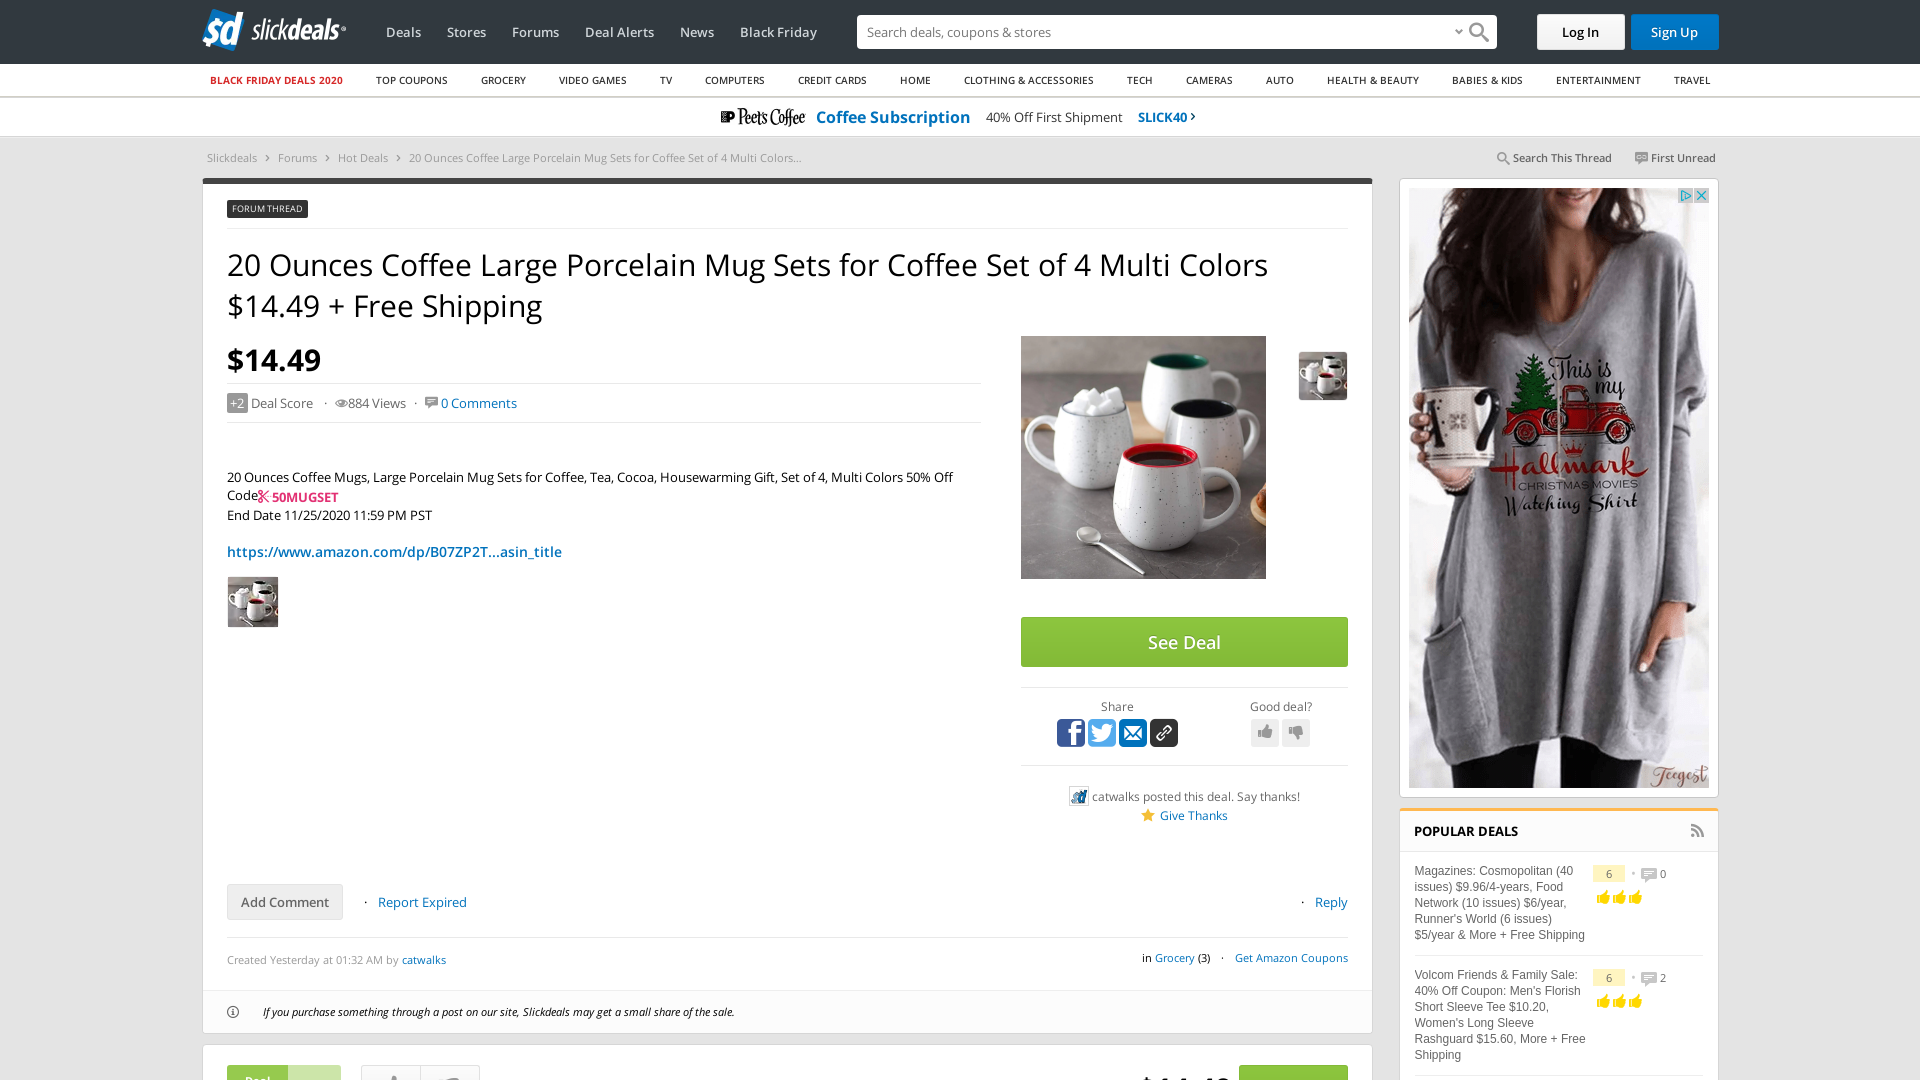 slickdeals
Deals Stores Forums Deal Alerts News Black Friday
Search deals, coupons & stores
Log In
Sign Up
BLACK FRIDAY DEALS 2020 TOP COUPONS GROCERY VIDEO GAMES TV COMPUTERS CREDIT CARDS HOME CLOTHING & ACCESSORIES TECH CAMERAS AUTO HEALTH & BEAUTY BABIES & KIDS ENTERTAINMENT TRAVEL
Peet's Coffee Coffee Subscription 40% Off First Shipment SLICK40
Slickdeals Forums Hot Deals 20 Ounces Coffee Large Porcelain Mug Sets for Coffee Set of 4 Multi Colors...
Search This Thread First Unread
FORUM THREAD
20 Ounces Coffee Large Porcelain Mug Sets for Coffee Set of 4 Multi Colors
$14.49 + Free Shipping
$14.49
+2 Deal Score · 884 Views · 0 Comments
20 Ounces Coffee Mugs, Large Porcelain Mug Sets for Coffee, Tea, Cocoa, Housewarming Gift, Set of 4, Multi Colors 50% Off
Code 50MUGSET
End Date 11/25/2020 11:59 PM PST
https://www.amazon.com/dp/B07ZP2T...asin_title
See Deal
Share
Good deal?
catwalks posted this deal. Say thanks!
Give Thanks
Add Comment · Report Expired
· Reply
Created Yesterday at 01:32 AM by catwalks
in Grocery (3) · Get Amazon Coupons
If you purchase something through a post on our site, Slickdeals may get a small share of the sale.
This is
my
Hallmark
CHRISTMAS MOVIES
Watching Shirt
Teegest
POPULAR DEALS
Magazines: Cosmopolitan (40
issues) $9.96/4-years, Food
Network (10 issues) $6/year,
Runner's World (6 issues)
$5/year & More + Free Shipping
6 • 0
Volcom Friends & Family Sale:
40% Off Coupon: Men's Florish
Short Sleeve Tee $10.20,
Women's Long Sleeve
Rashguard $15.60, More + Free
Shipping
6 • 2